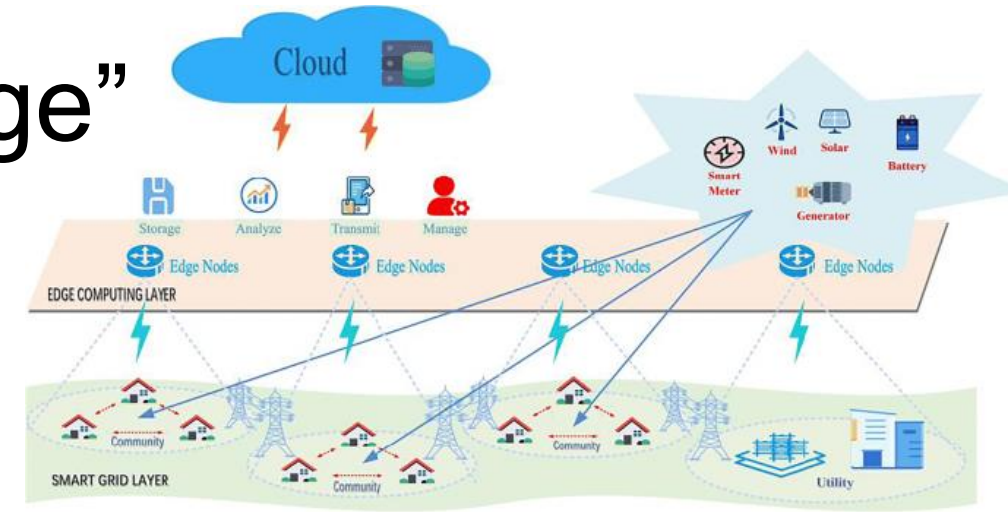 ge”
Cloud
Wind
Solar
Smart
Meter
Battery
Generator
Storage
Analyze
Transmit
Manage
Edge Nodes
Edge Nodes
Edge Nodes
Edge Nodes
EDGE COMPUTING LAYER
Community
Community
Community
SMART GRID LAYER
Utility